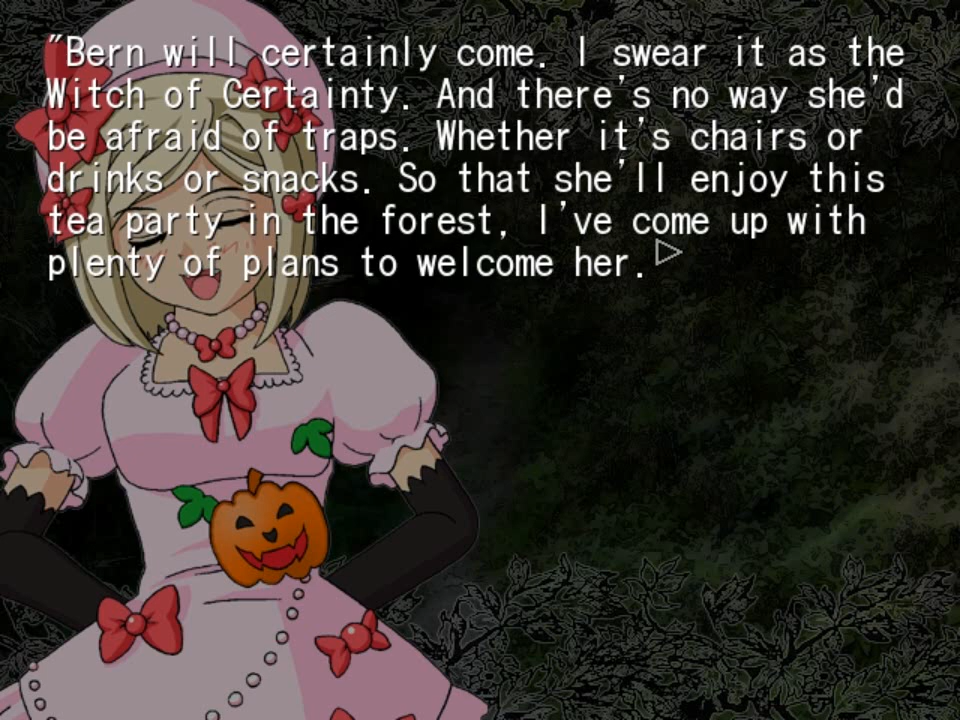 "Bern will certainly come. I swear it as the
Witch of Certainty. And there's no way she'd
be afraid of traps. Whether it's chairs or
drinks or snacks. So that she'll enjoy this
tea party in the forest, I've come up with
plenty of plans to welcome her.